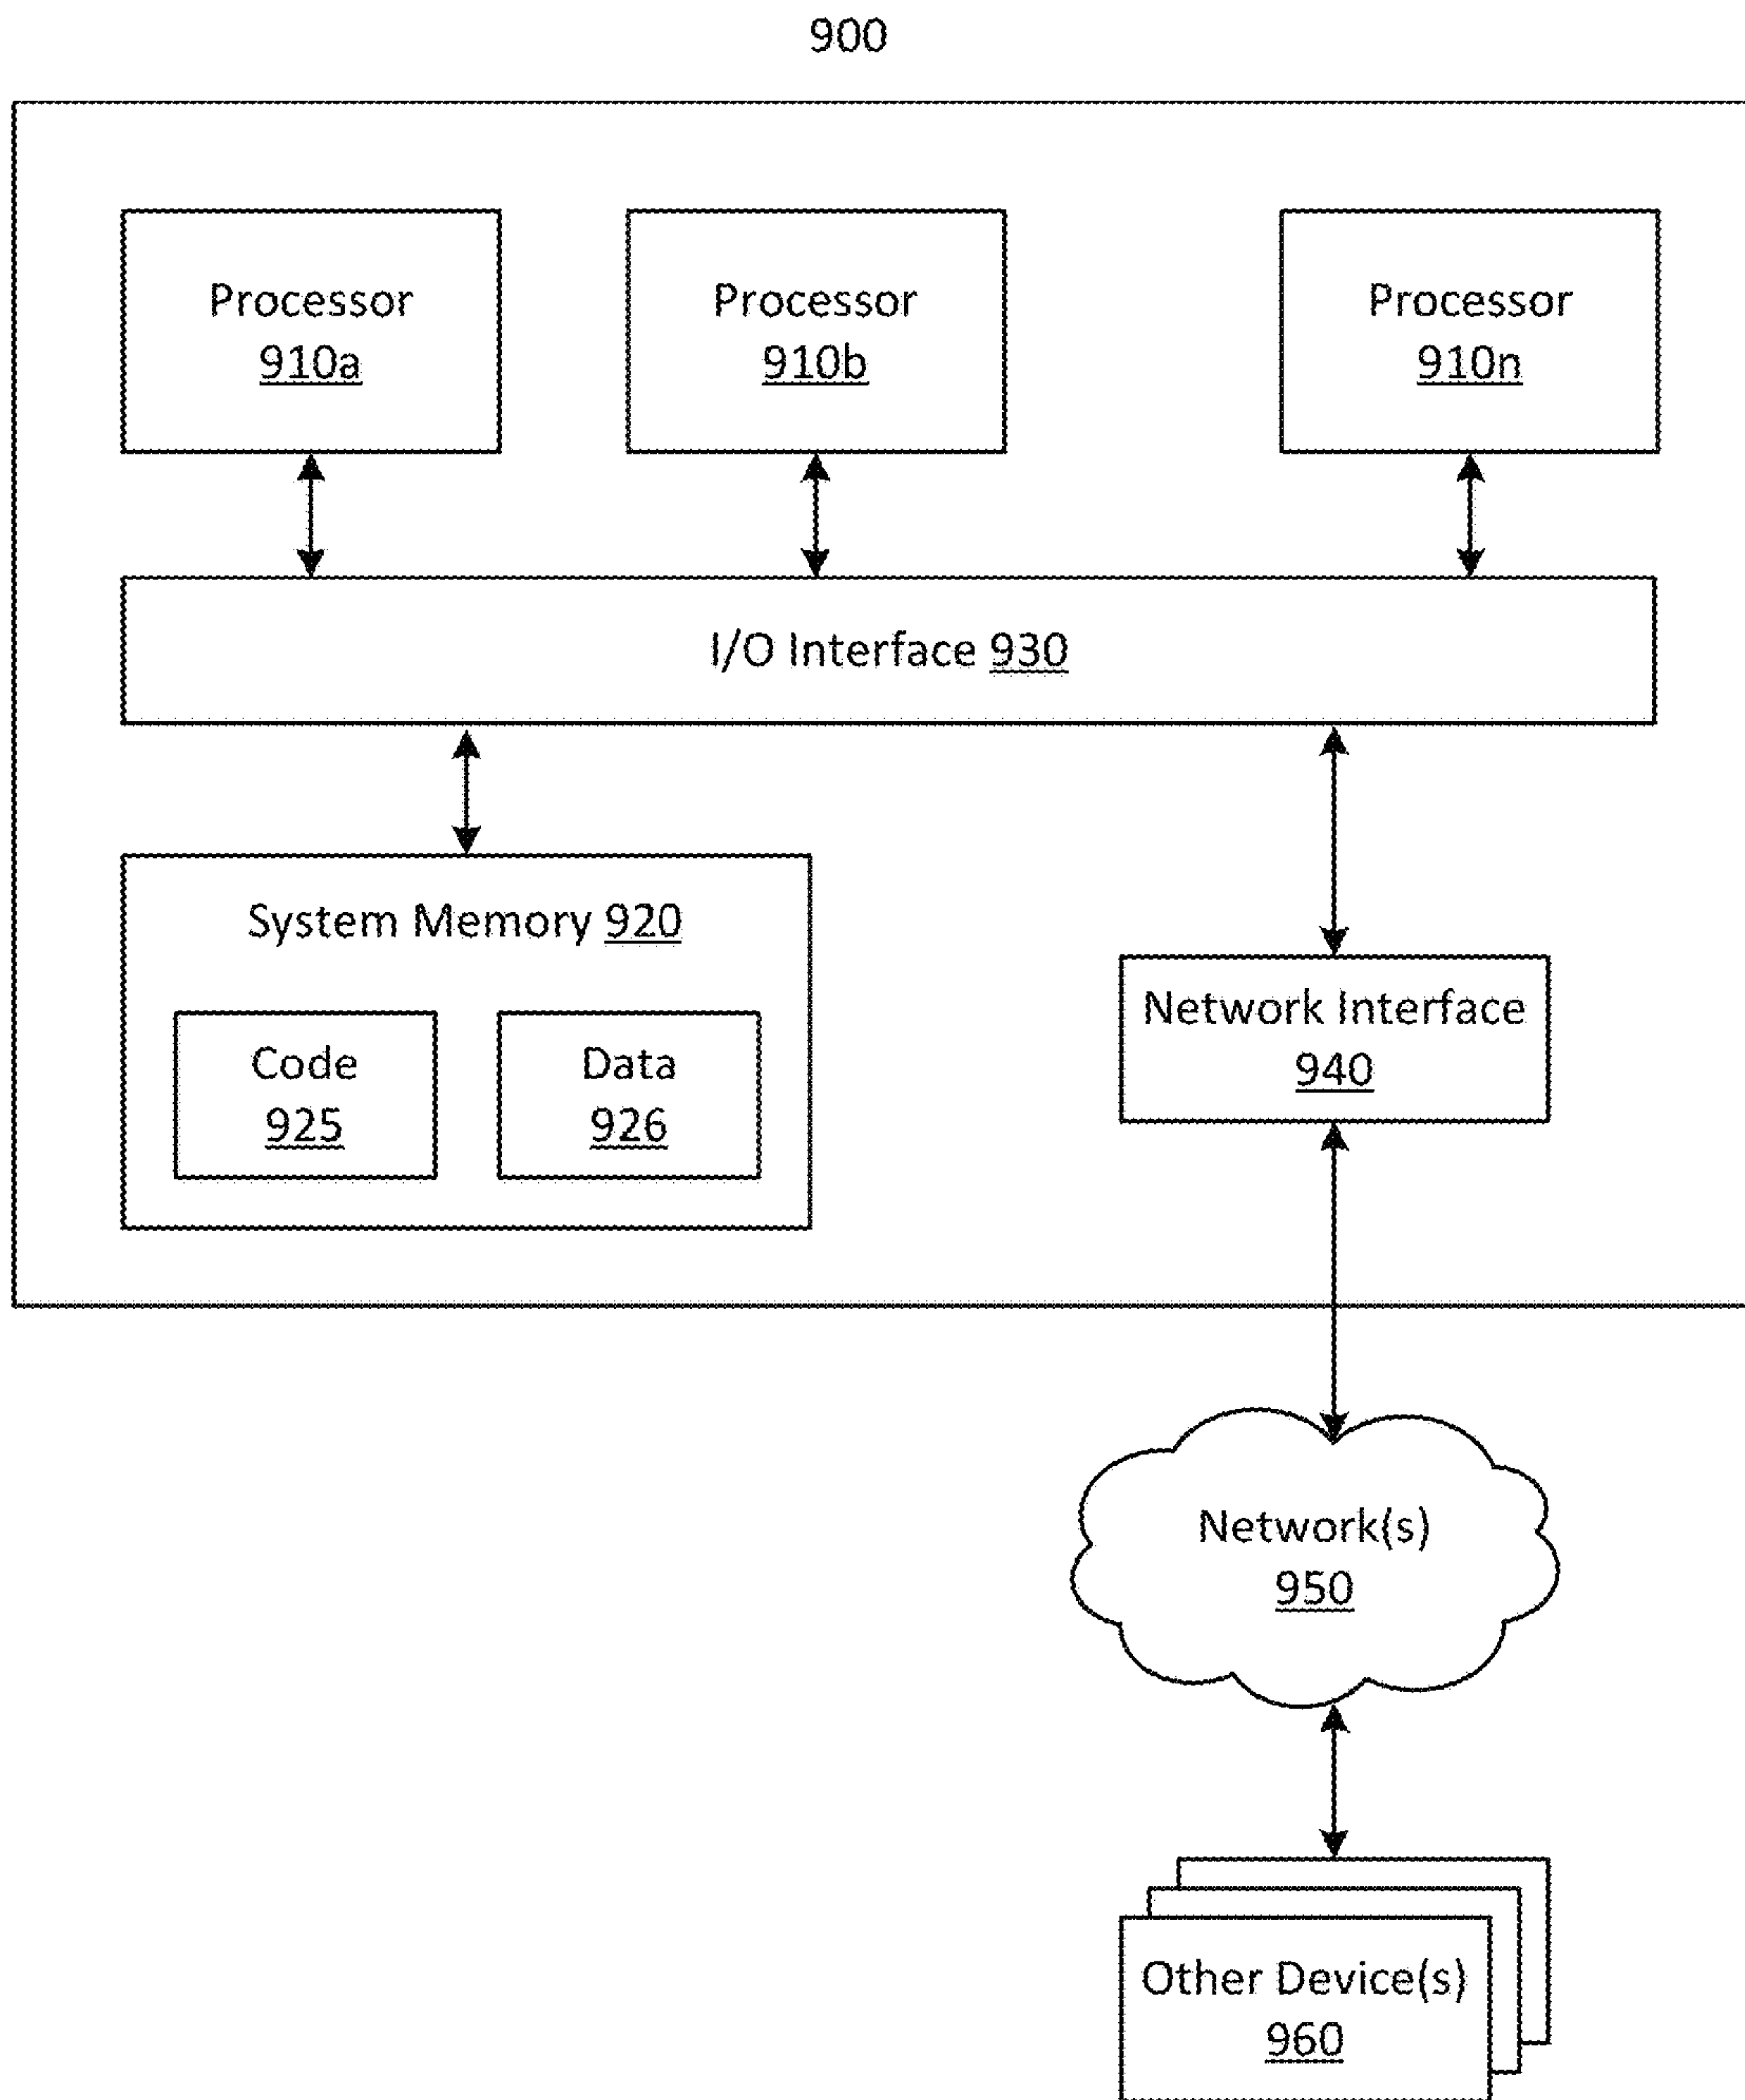 900
Processor
910a
Processor
910b
Processor
910n
I/O Interface 930
System Memory 920
Code
925
Data
926
Network Interface
940
Network(s)
950
Other Device(s)
960